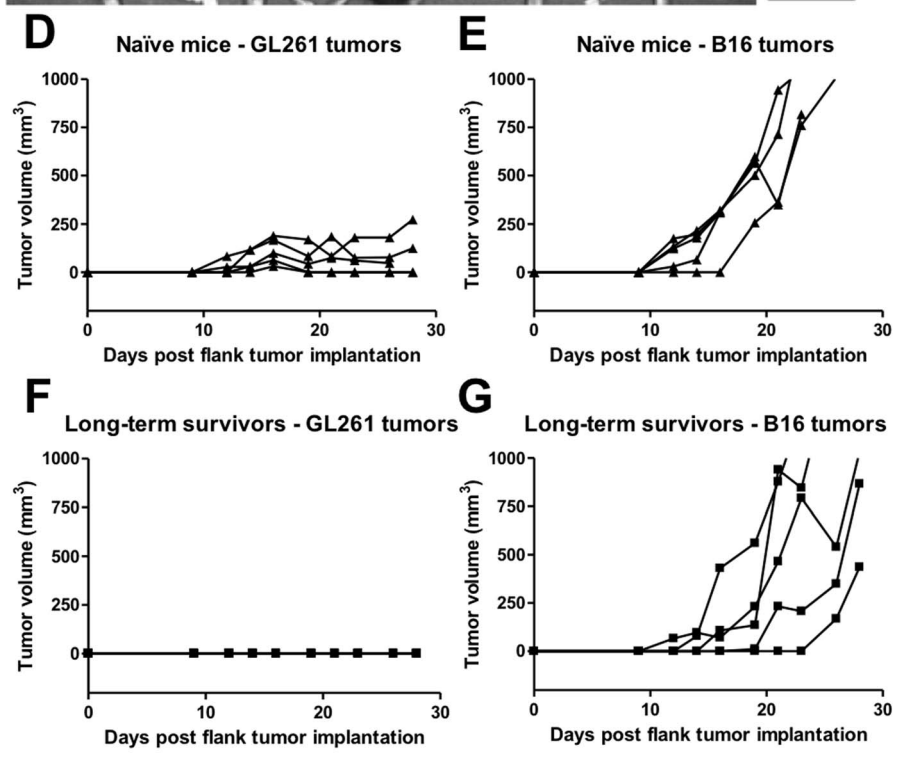 D
Naïve mice - GL261 tumors
Tumor volume (mm3)
1000
750
500
250
0
0 10 20 30
Days post flank tumor implantation
E
Naïve mice - B16 tumors
Tumor volume (mm3)
1000
750
500
250
0
0 10 20 30
Days post flank tumor implantation
F
Long-term survivors - GL261 tumors
Tumor volume (mm3)
1000
750
500
250
0
0 10 20 30
Days post flank tumor implantation
G
Long-term survivors - B16 tumors
Tumor volume (mm3)
1000
750
500
250
0
0 10 20 30
Days post flank tumor implantation